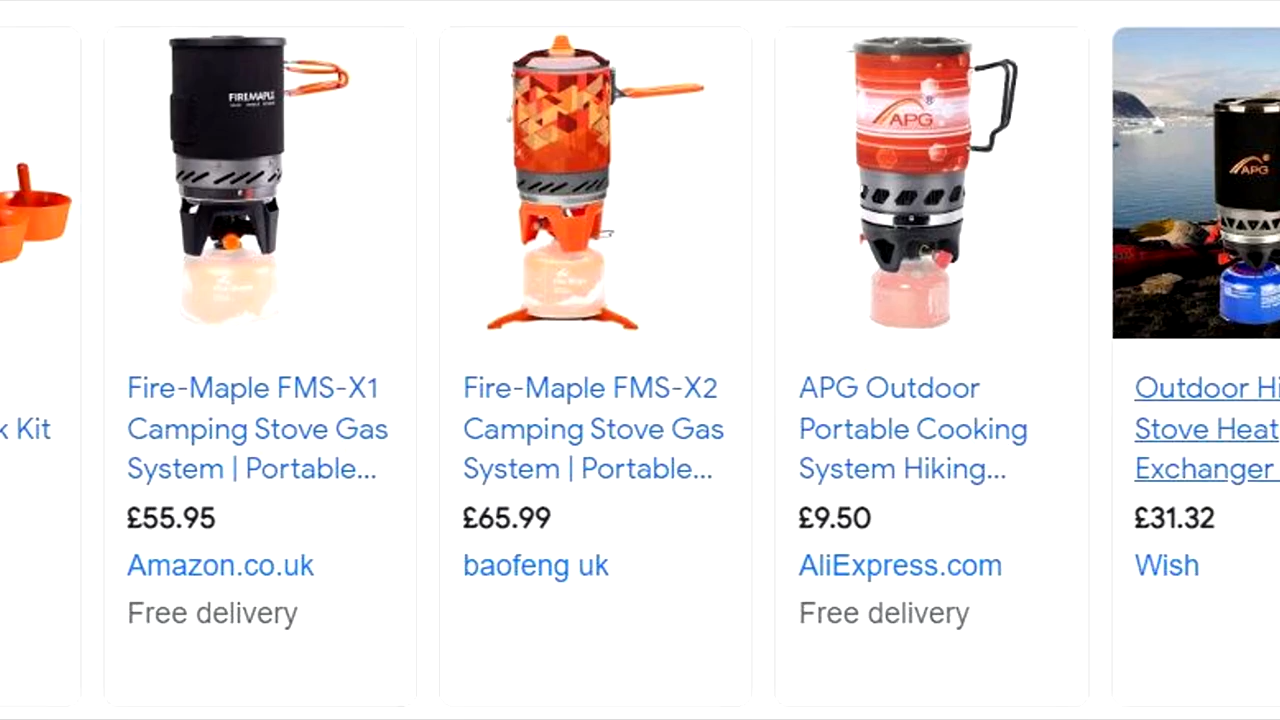 FIREMAPLE
APG
®
APG
k Kit
Fire-Maple FMS-X1
Camping Stove Gas
System | Portable...
£55.95
Amazon.co.uk
Free delivery
Fire-Maple FMS-X2
Camping Stove Gas
System | Portable...
£65.99
baofeng uk
APG Outdoor
Portable Cooking
System Hiking...
£9.50
AliExpress.com
Free delivery
Outdoor Hi
Stove Heat
Exchanger
£31.32
Wish